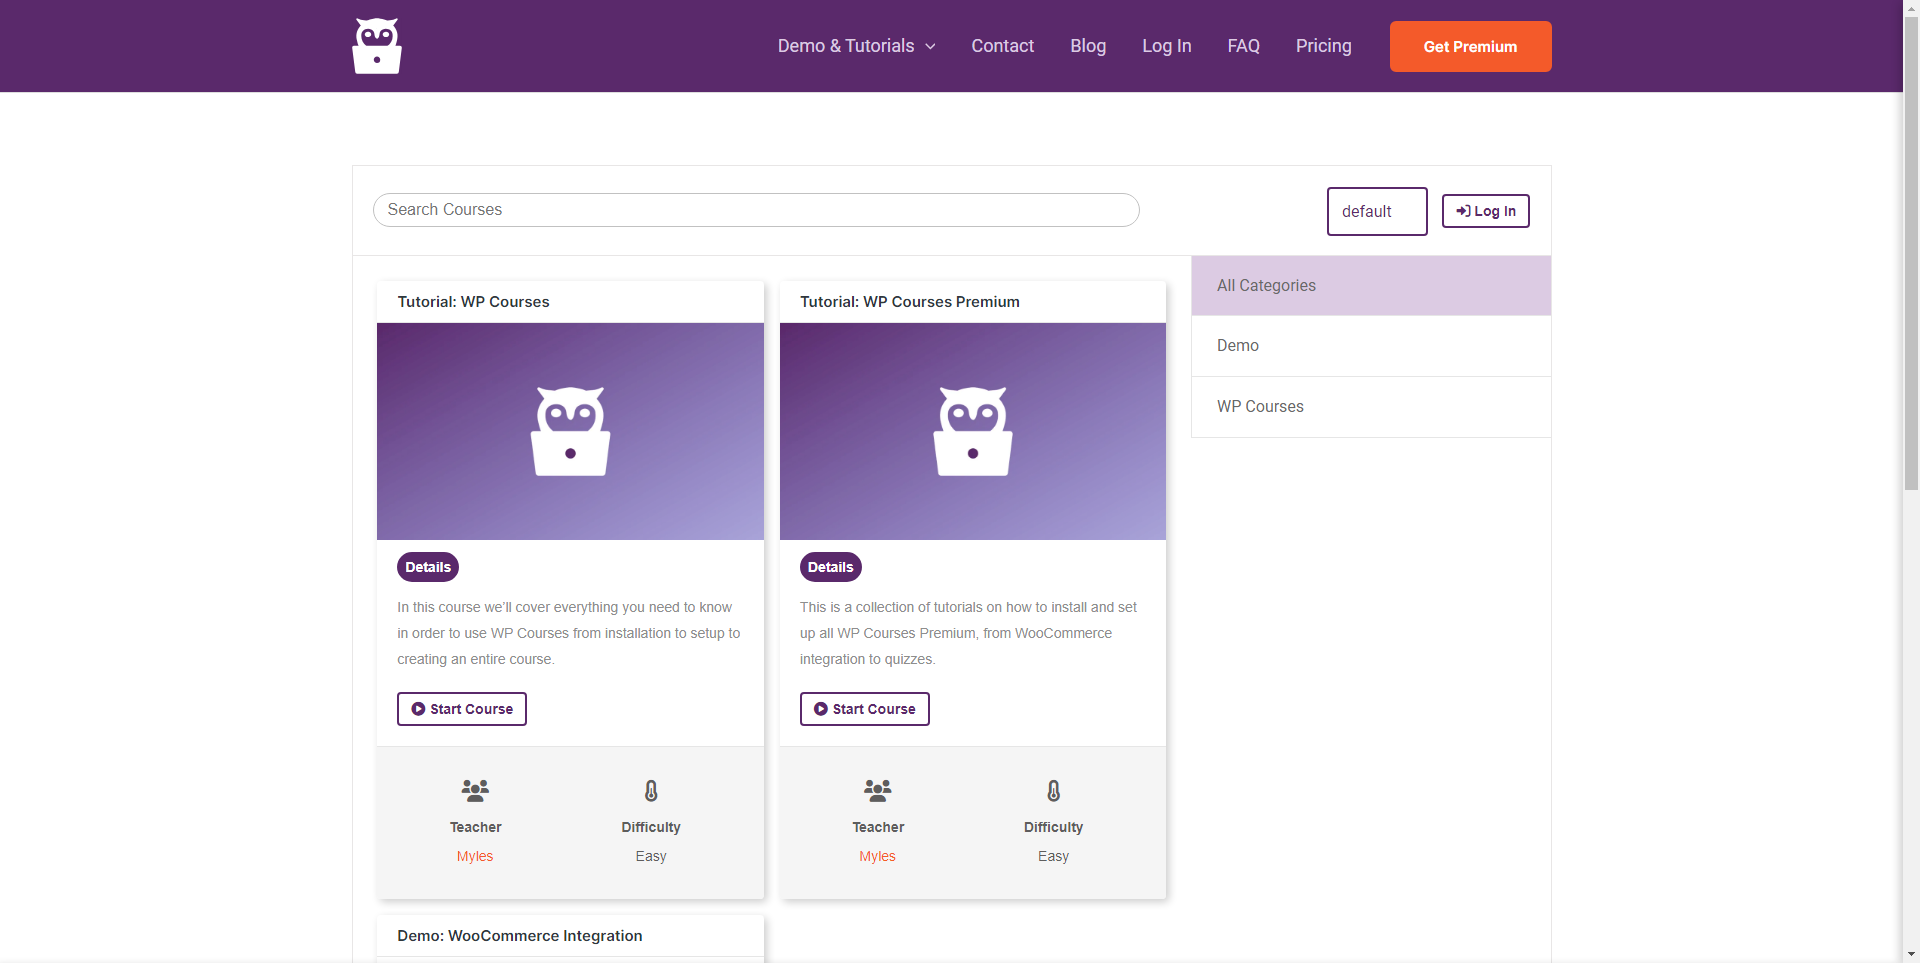 Demo & Tutorials
Contact
Blog
Log In
FAQ
Pricing
Get Premium
Search Courses
default
Log In
All Categories
Demo
WP Courses
Tutorial: WP Courses
Details
In this course we'll cover everything you need to know
in order to use WP Courses from installation to setup to
creating an entire course.
Start Course
Teacher
Myles
Difficulty
Easy
Tutorial: WP Courses Premium
Details
This is a collection of tutorials on how to install and set
up all WP Courses Premium, from WooCommerce
integration to quizzes.
Start Course
Teacher
Myles
Difficulty
Easy
Demo: WooCommerce Integration